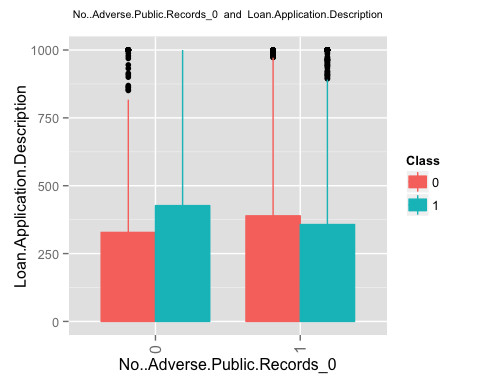 No..Adverse.Public.Records_0 and Loan.Application.Description
1000
750
500
250
0
Loan.Application.Description
0
1
No..Adverse.Public.Records_0
Class
0
1